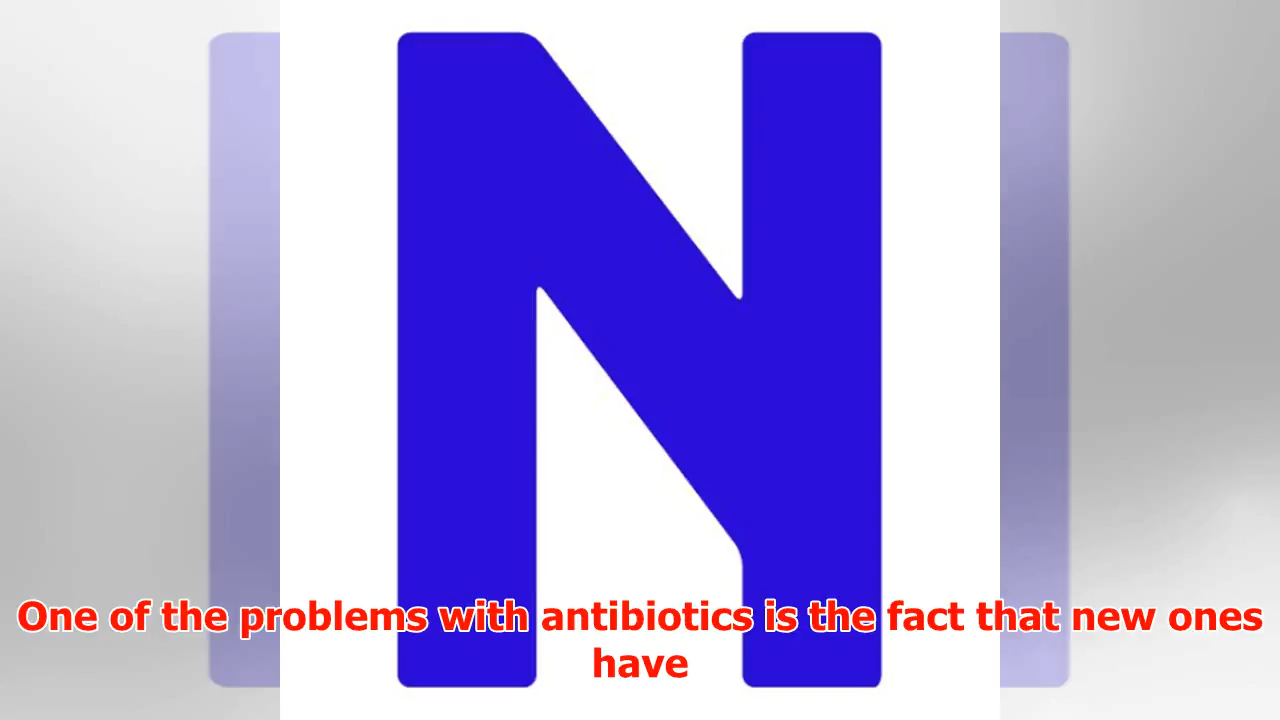 N
One of the problems with antibiotics is the fact that new ones
have